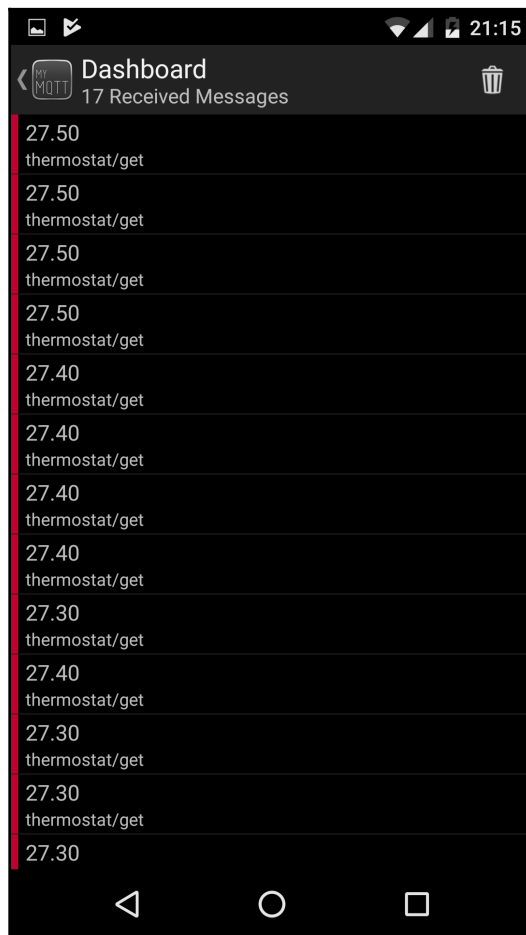 21:15
MY
MQTT
Dashboard
17 Received Messages
27.50
thermostat/get
27.50
thermostat/get
27.50
thermostat/get
27.50
thermostat/get
27.40
thermostat/get
27.40
thermostat/get
27.40
thermostat/get
27.40
thermostat/get
27.30
thermostat/get
27.40
thermostat/get
27.30
thermostat/get
27.30
thermostat/get
27.30